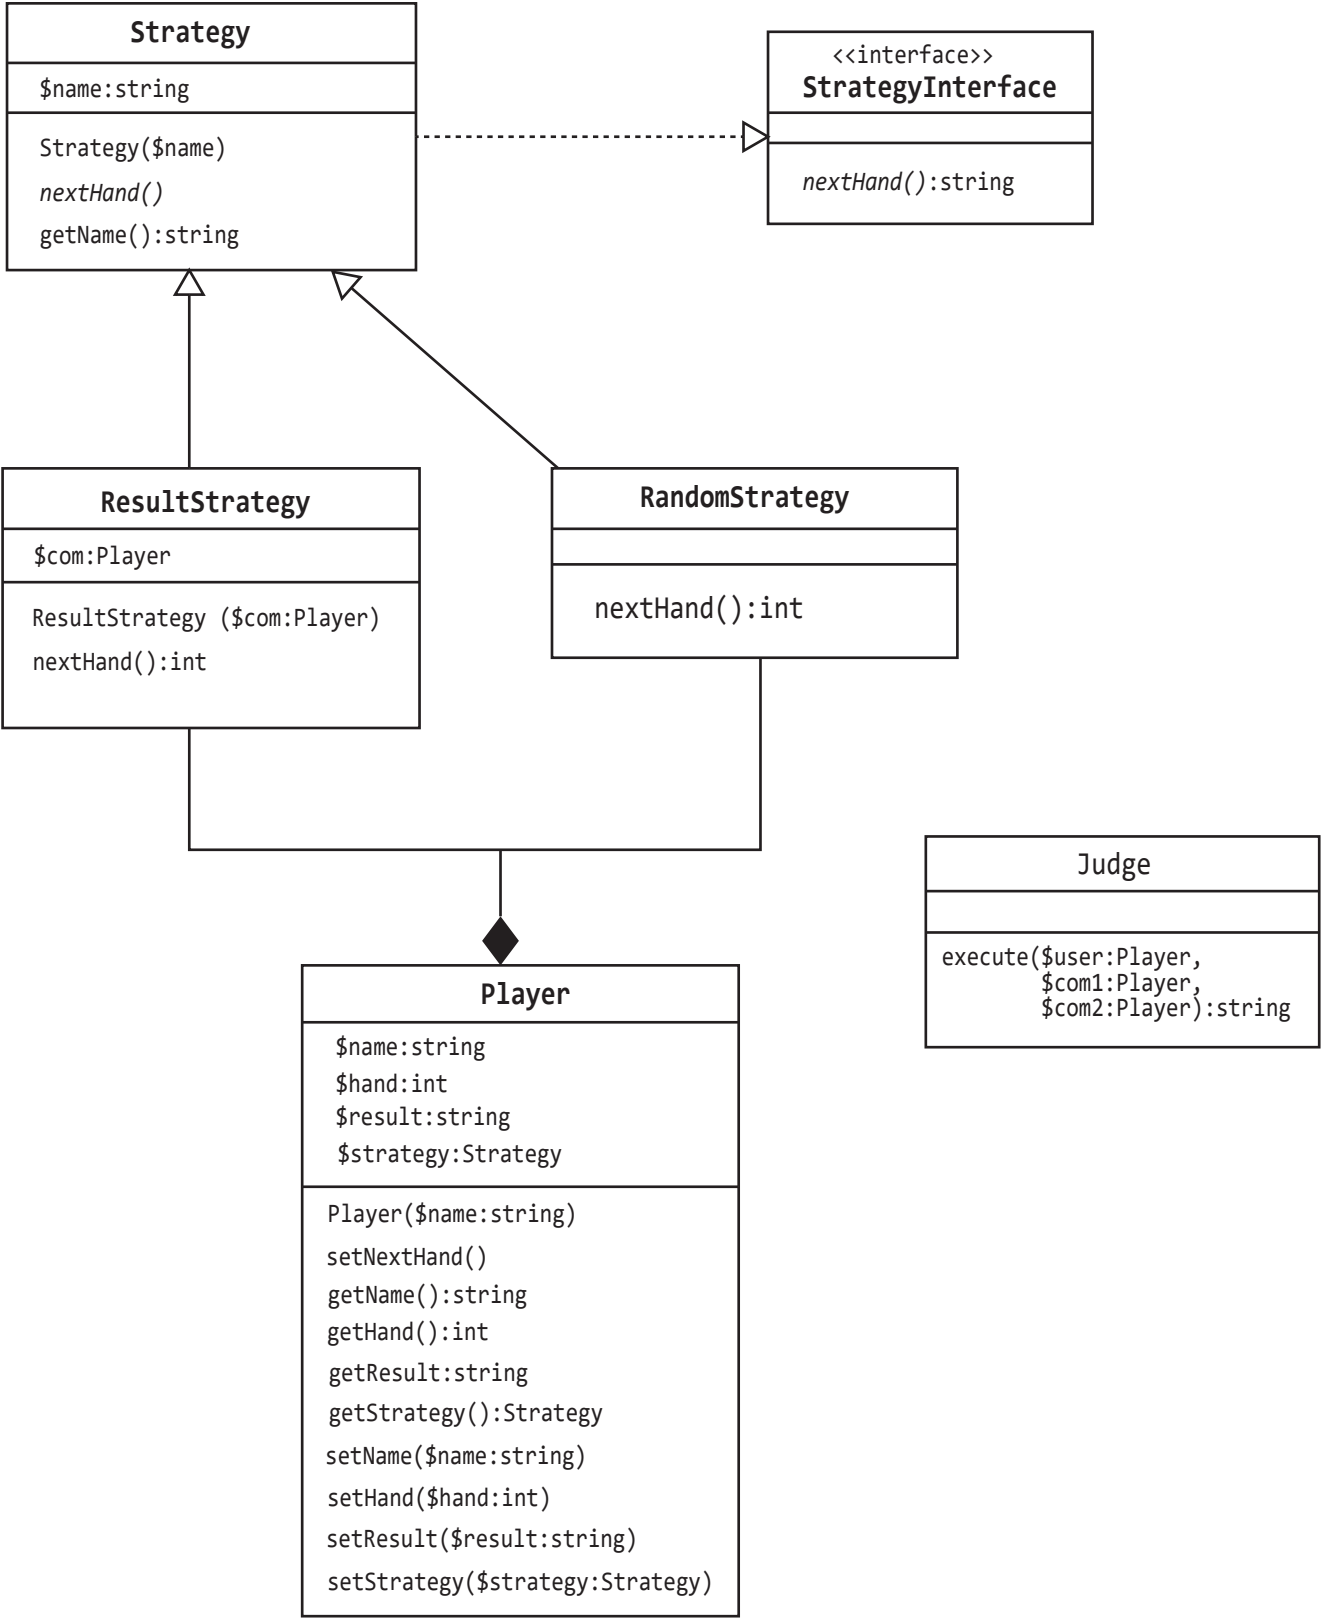 Strategy
$name:string
Strategy($name)
nextHand()
getName():string
<<interface>>
StrategyInterface
nextHand():string
ResultStrategy
$com:Player
ResultStrategy ($com:Player)
nextHand():int
RandomStrategy
nextHand():int
Judge
execute($user:Player,
$com1:Player,
$com2:Player):string
Player
$name:string
$hand:int
$result:string
$strategy:Strategy
Player($name:string)
setNextHand()
getName():string
getHand():int
getResult:string
getStrategy():Strategy
setName($name:string)
setHand($hand:int)
setResult($result:string)
setStrategy($strategy:Strategy)